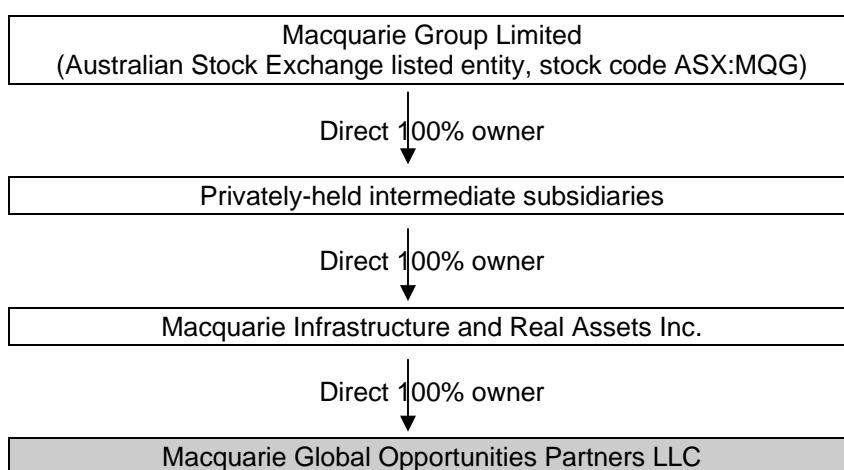 Macquarie Group Limited
(Australian Stock Exchange listed entity, stock code ASX:MQG)
Direct 100% owner
Privately-held intermediate subsidiaries
Direct 100% owner
Macquarie Infrastructure and Real Assets Inc.
Direct 100% owner
Macquarie Global Opportunities Partners LLC